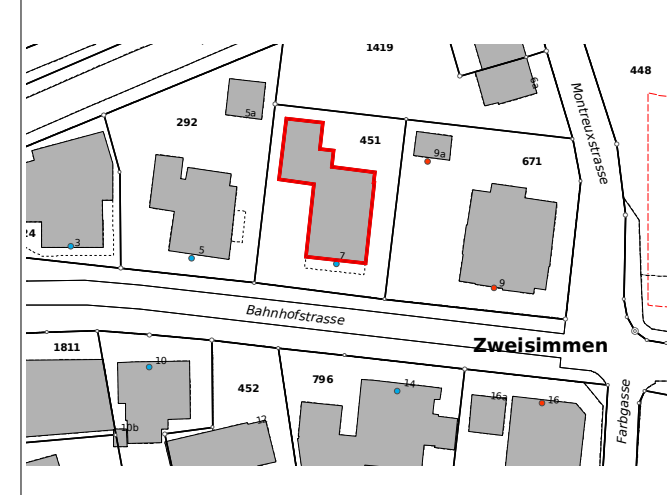 1419
448
6a
5a
292
451
Montreuxstrasse
9a
671
24
3
5
7
9
Bahnhofstrasse
Zweisimmen
1811
10
452
796
14
16a
16
Farbgasse
12
10b